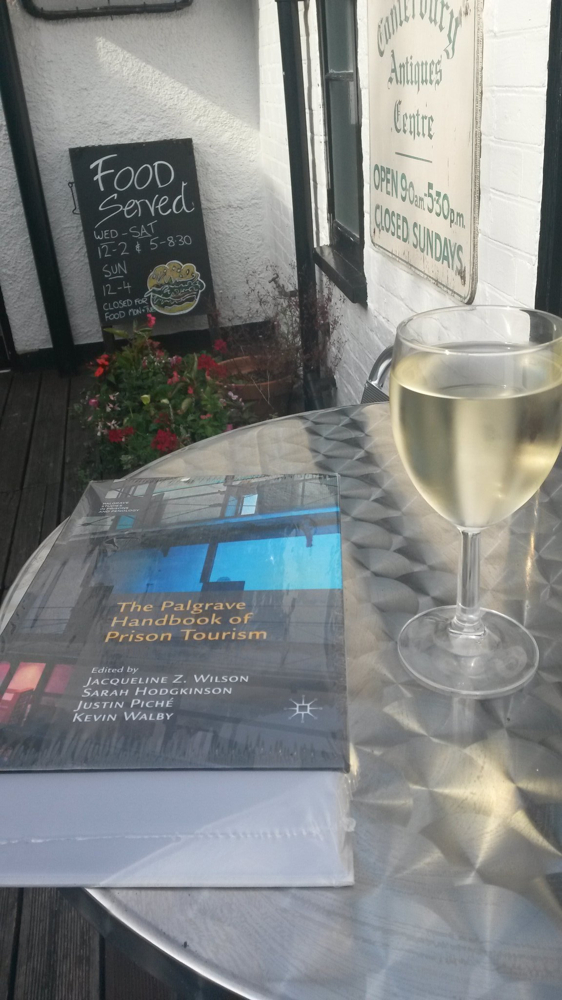 Canterbury
Antiques
Centre
OPEN 9·0am-5·30p.m.
CLOSED SUNDAYS
FOOD
Served
WED - SAT
12-2 & 5-8·30
SUN
12-4
CLOSED FOR
FOOD MON+TUE
PALGRAVE
STUDIES
IN PRISONS
AND PENOLOGY
The Palgrave
Handbook of
Prison Tourism
Edited by
JACQUELINE Z. WILSON
SARAH HODGKINSON
JUSTIN PICHÉ
KEVIN WALBY